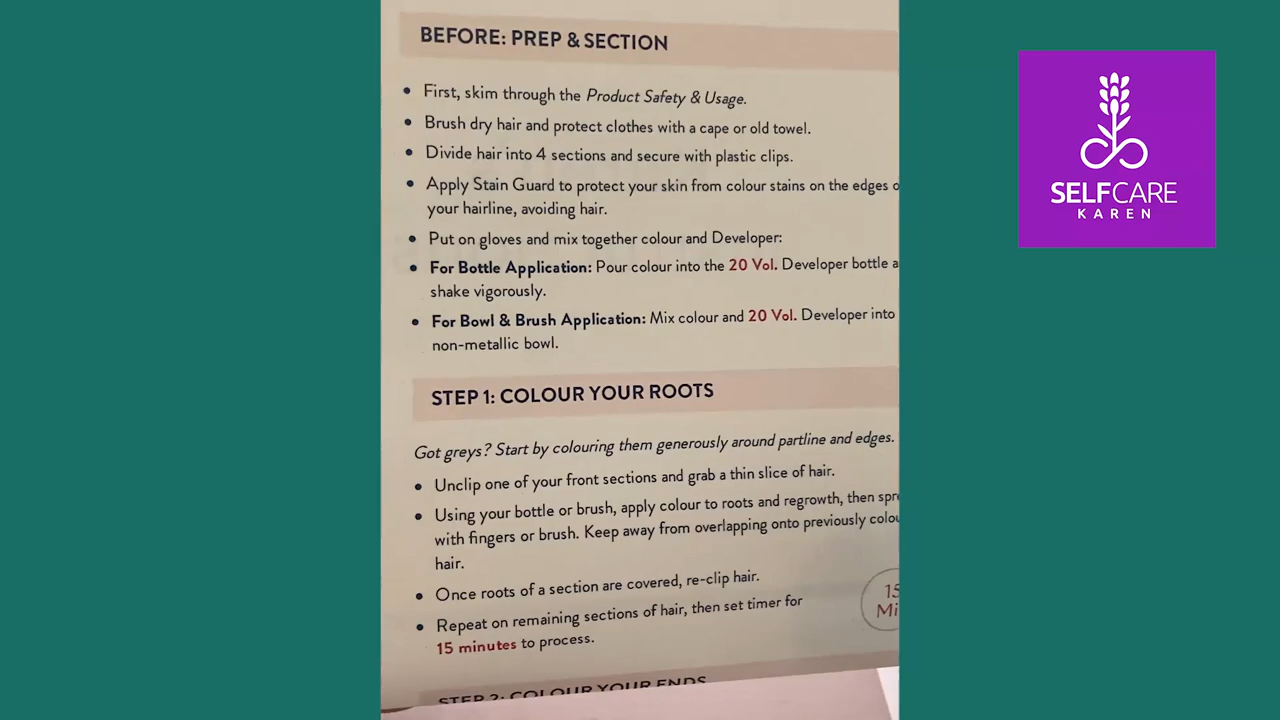 BEFORE: PREP & SECTION
First, skim through the Product Safety & Usage.
Brush dry hair and protect clothes with a cape or old towel.
Divide hair into 4 sections and secure with plastic clips.
Apply Stain Guard to protect your skin from colour stains on the edges
your hairline, avoiding hair.
Put on gloves and mix together colour and Developer:
For Bottle Application: Pour colour into the 20 Vol. Developer bottle
shake vigorously.
For Bowl & Brush Application: Mix colour and 20 Vol. Developer into
non-metallic bowl.
STEP 1: COLOUR YOUR ROOTS
Got greys? Start by colouring them generously around partline and edges.
Unclip one of your front sections and grab a thin slice of hair.
Using your bottle or brush, apply colour to roots and regrowth, then
with fingers or brush. Keep away from overlapping onto previously
hair.
Once roots of a section are covered, re-clip hair.
Repeat on remaining sections of hair, then set timer for
15 minutes to process.
15
STEP 2: COLOUR YOUR ENDS
SELFCARE
KAREN